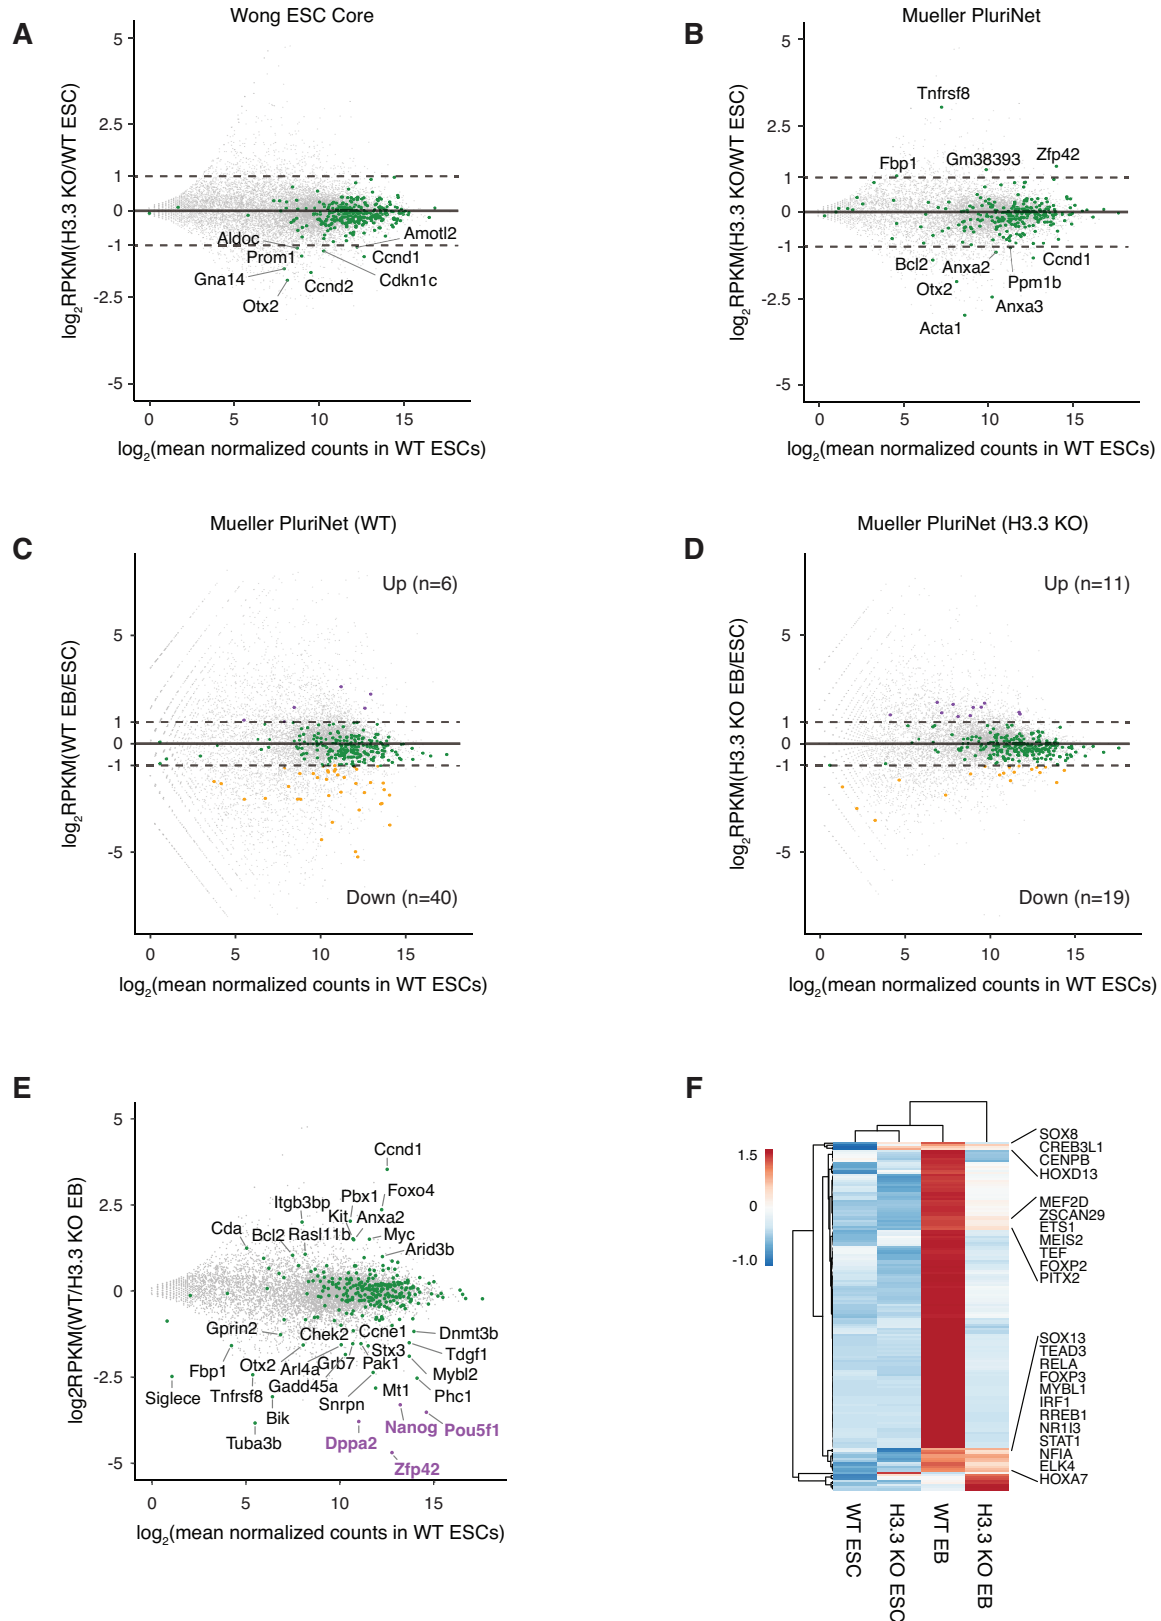 A
Wong ESC Core
log2RPKM(H3.3 KO/WT ESC)
5
2.5
1
0
-1
-2.5
-5
Aldoc
Amotl2
Prom1
Ccnd1
Gna14
Cdkn1c
Ccnd2
Otx2
0
5
10
15
log2(mean normalized counts in WT ESCs)
B
Mueller PluriNet
log2RPKM(H3.3 KO/WT ESC)
5
2.5
1
0
-1
-2.5
-5
Tnfrsf8
Fbp1
Gm38393
Zfp42
Bcl2
Anxa2
Ccnd1
Otx2
Ppm1b
Anxa3
Acta1
0
5
10
15
log2(mean normalized counts in WT ESCs)
C
Mueller PluriNet (WT)
log2RPKM(WT EB/ESC)
5
1
0
-1
-5
Up (n=6)
Down (n=40)
0
5
10
15
log2(mean normalized counts in WT ESCs)
D
Mueller PluriNet (H3.3 KO)
log2RPKM(H3.3 KO EB/ESC)
5
1
0
-1
-5
Up (n=11)
Down (n=19)
0
5
10
15
log2(mean normalized counts in WT ESCs)
E
log2RPKM(WT/H3.3 KO EB)
5
2.5
0
-2.5
-5
Ccnd1
Foxo4
Pbx1
Itgb3bp
Kit
Anxa2
Cda
Bcl2
Rasl11b
Myc
Arid3b
Gprin2
Chek2
Ccne1
Dnmt3b
Stx3
Tdgf1
Fbp1
Otx2
Arl4a
Grb7
Pak1
Mybl2
Siglece
Tnfrsf8
Gadd45a
Snrpn
Mt1
Phc1
Bik
Nanog
Pou5f1
Tuba3b
Dppa2
Zfp42
0
5
10
15
log2(mean normalized counts in WT ESCs)
F
1.5
0
-1.0
SOX8
CREB3L1
CENPB
HOXD13
MEF2D
ZSCAN29
ETS1
MEIS2
TEF
FOXP2
PITX2
SOX13
TEAD3
RELA
FOXP3
MYBL1
IRF1
RREB1
NR1I3
STAT1
NFIA
ELK4
HOXA7
WT ESC
H3.3 KO ESC
WT EB
H3.3 KO EB